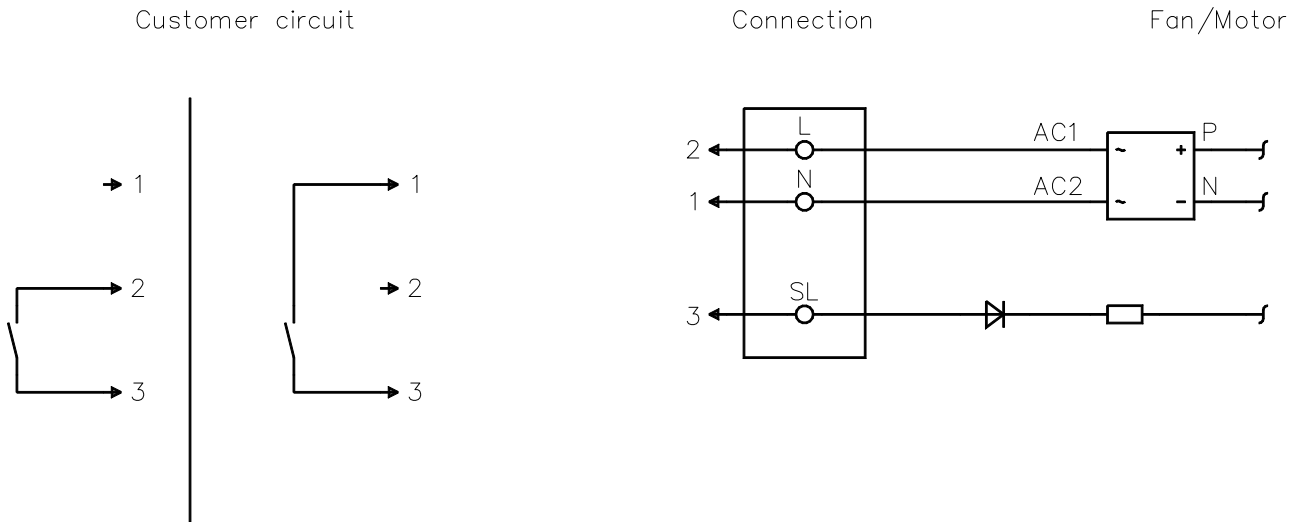 Customer circuit
Connection
Fan/Motor
1
2
3
1
2
3
2
1
3
L
N
SL
AC1
AC2
~
~
+
-
P
N